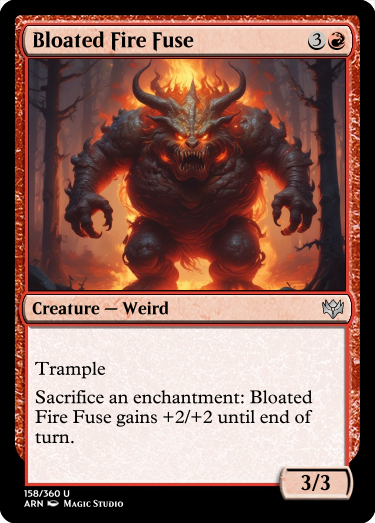 Bloated Fire Fuse 3
Creature — Weird
Trample
Sacrifice an enchantment: Bloated
Fire Fuse gains +2/+2 until end of
turn.
3/3
158/360 U
ARN Magic Studio